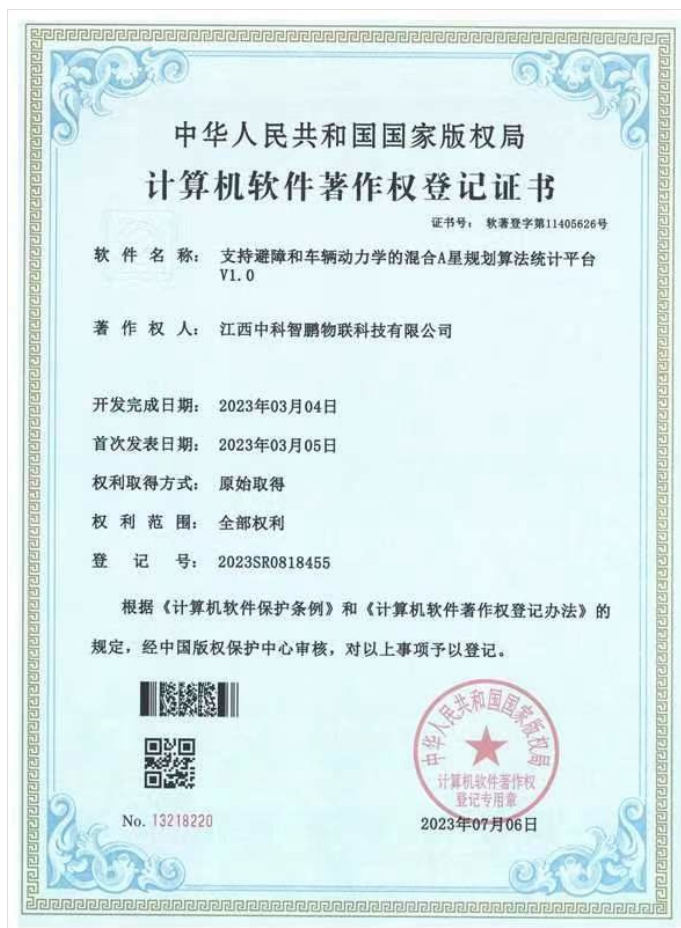 中华人民共和国国家版权局
计算机软件著作权登记证书
证书号： 软著登字第11405626号
软件名称： 支持避障和车辆动力学的混合A星规划算法统计平台
V1.0
著作权人： 江西中科智鹏物联科技有限公司
开发完成日期： 2023年03月04日
首次发表日期： 2023年03月05日
权利取得方式： 原始取得
权利范围： 全部权利
登记号： 2023SR0818455
根据《计算机软件保护条例》和《计算机软件著作权登记办法》的
规定，经中国版权保护中心审核，对以上事项予以登记。
中华人民共和国国家版权局
计算机软件著作权
登记专用章
No. 13218220
2023年07月06日